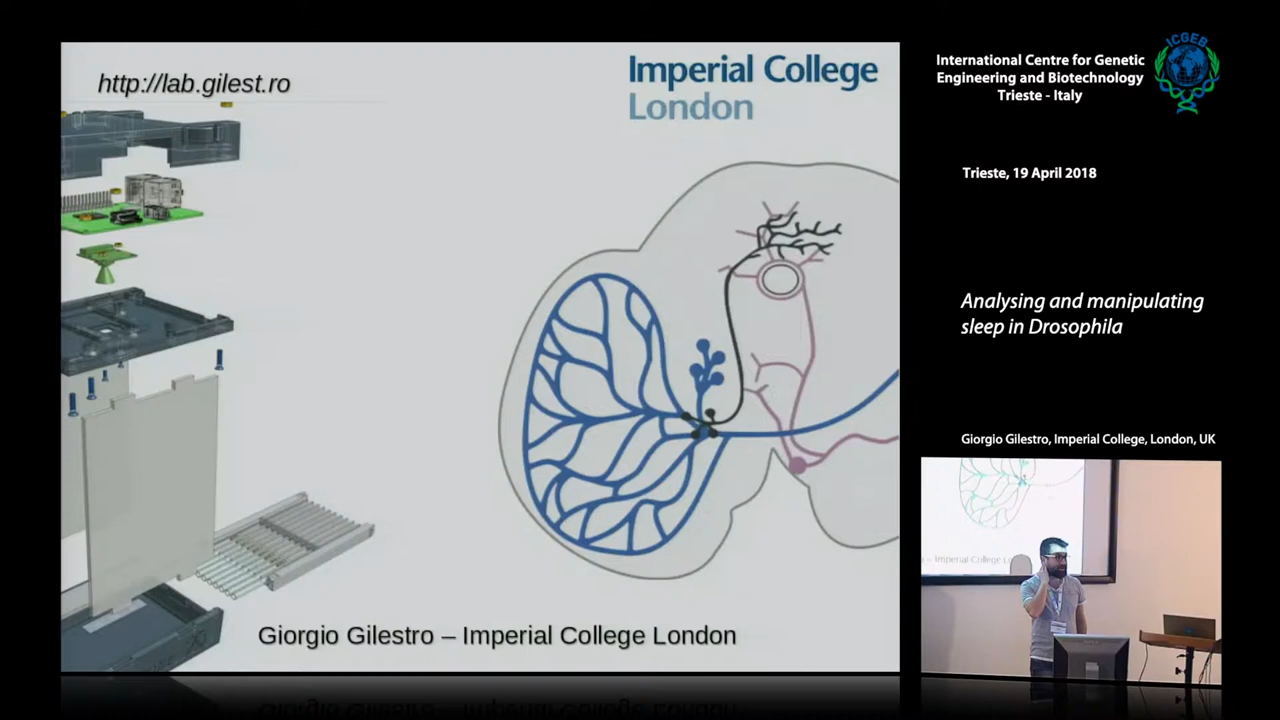 http://lab.gilest.ro
Imperial College
London
Giorgio Gilestro – Imperial College London
ICGEB
International Centre for Genetic
Engineering and Biotechnology
Trieste - Italy
Trieste, 19 April 2018
Analysing and manipulating
sleep in Drosophila
Giorgio Gilestro, Imperial College, London, UK
– Imperial College